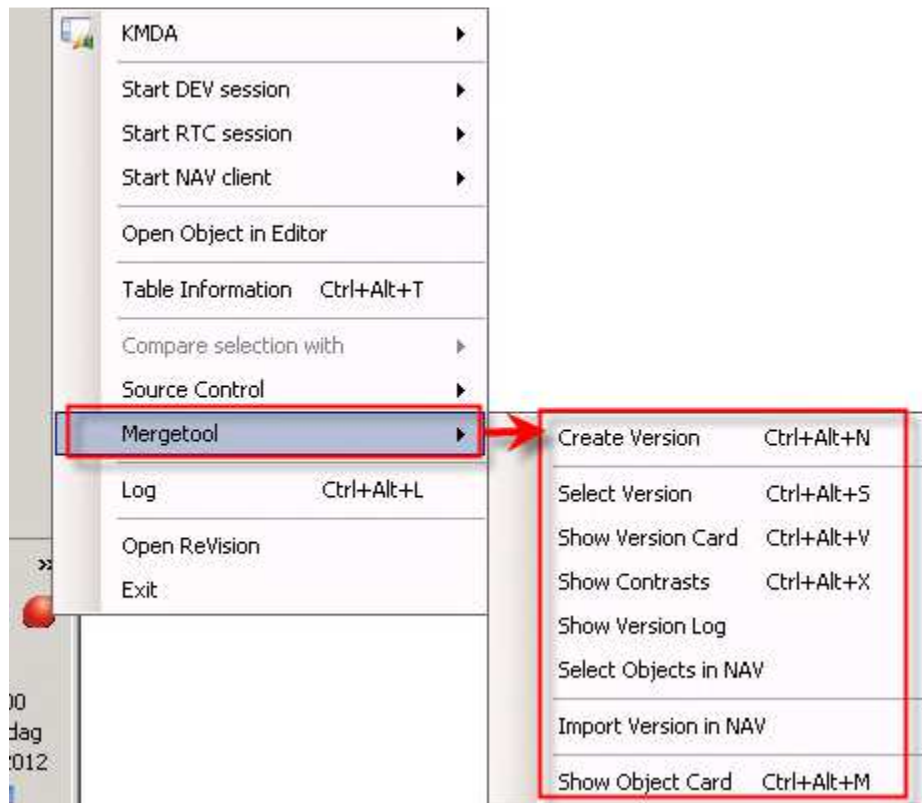 KMDA
Start DEV session
Start RTC session
Start NAV client
Open Object in Editor
Table Information Ctrl+Alt+T
Compare selection with
Source Control
Mergetool
Log Ctrl+Alt+L
Open ReVision
Exit
Create Version Ctrl+Alt+N
Select Version Ctrl+Alt+S
Show Version Card Ctrl+Alt+V
Show Contrasts Ctrl+Alt+X
Show Version Log
Select Objects in NAV
Import Version in NAV
Show Object Card Ctrl+Alt+M
»
00
dag
2012